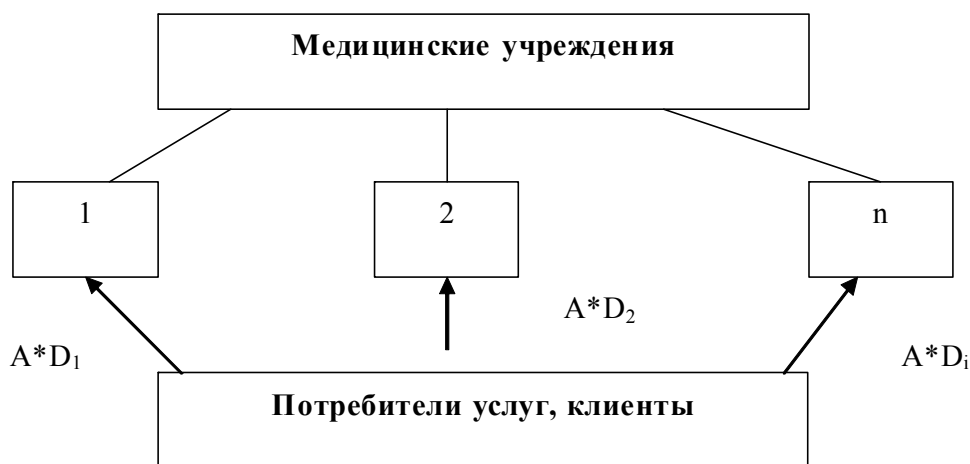 Медицинские учреждения
1
2
n
A*D₂
A*D₁
A*Dᵢ
Потребители услуг, клиенты